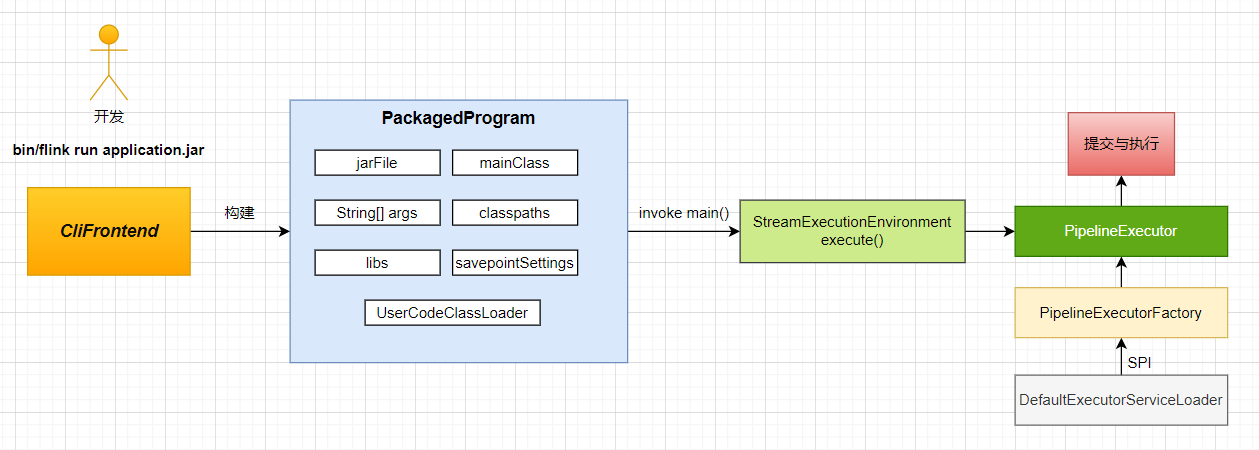 开发
bin/flink run application.jar
CliFrontend
构建
PackagedProgram
jarFile
mainClass
String[] args
classpaths
libs
savepointSettings
UserCodeClassLoader
invoke main()
StreamExecutionEnvironment
execute()
提交与执行
PipelineExecutor
PipelineExecutorFactory
SPI
DefaultExecutorServiceLoader